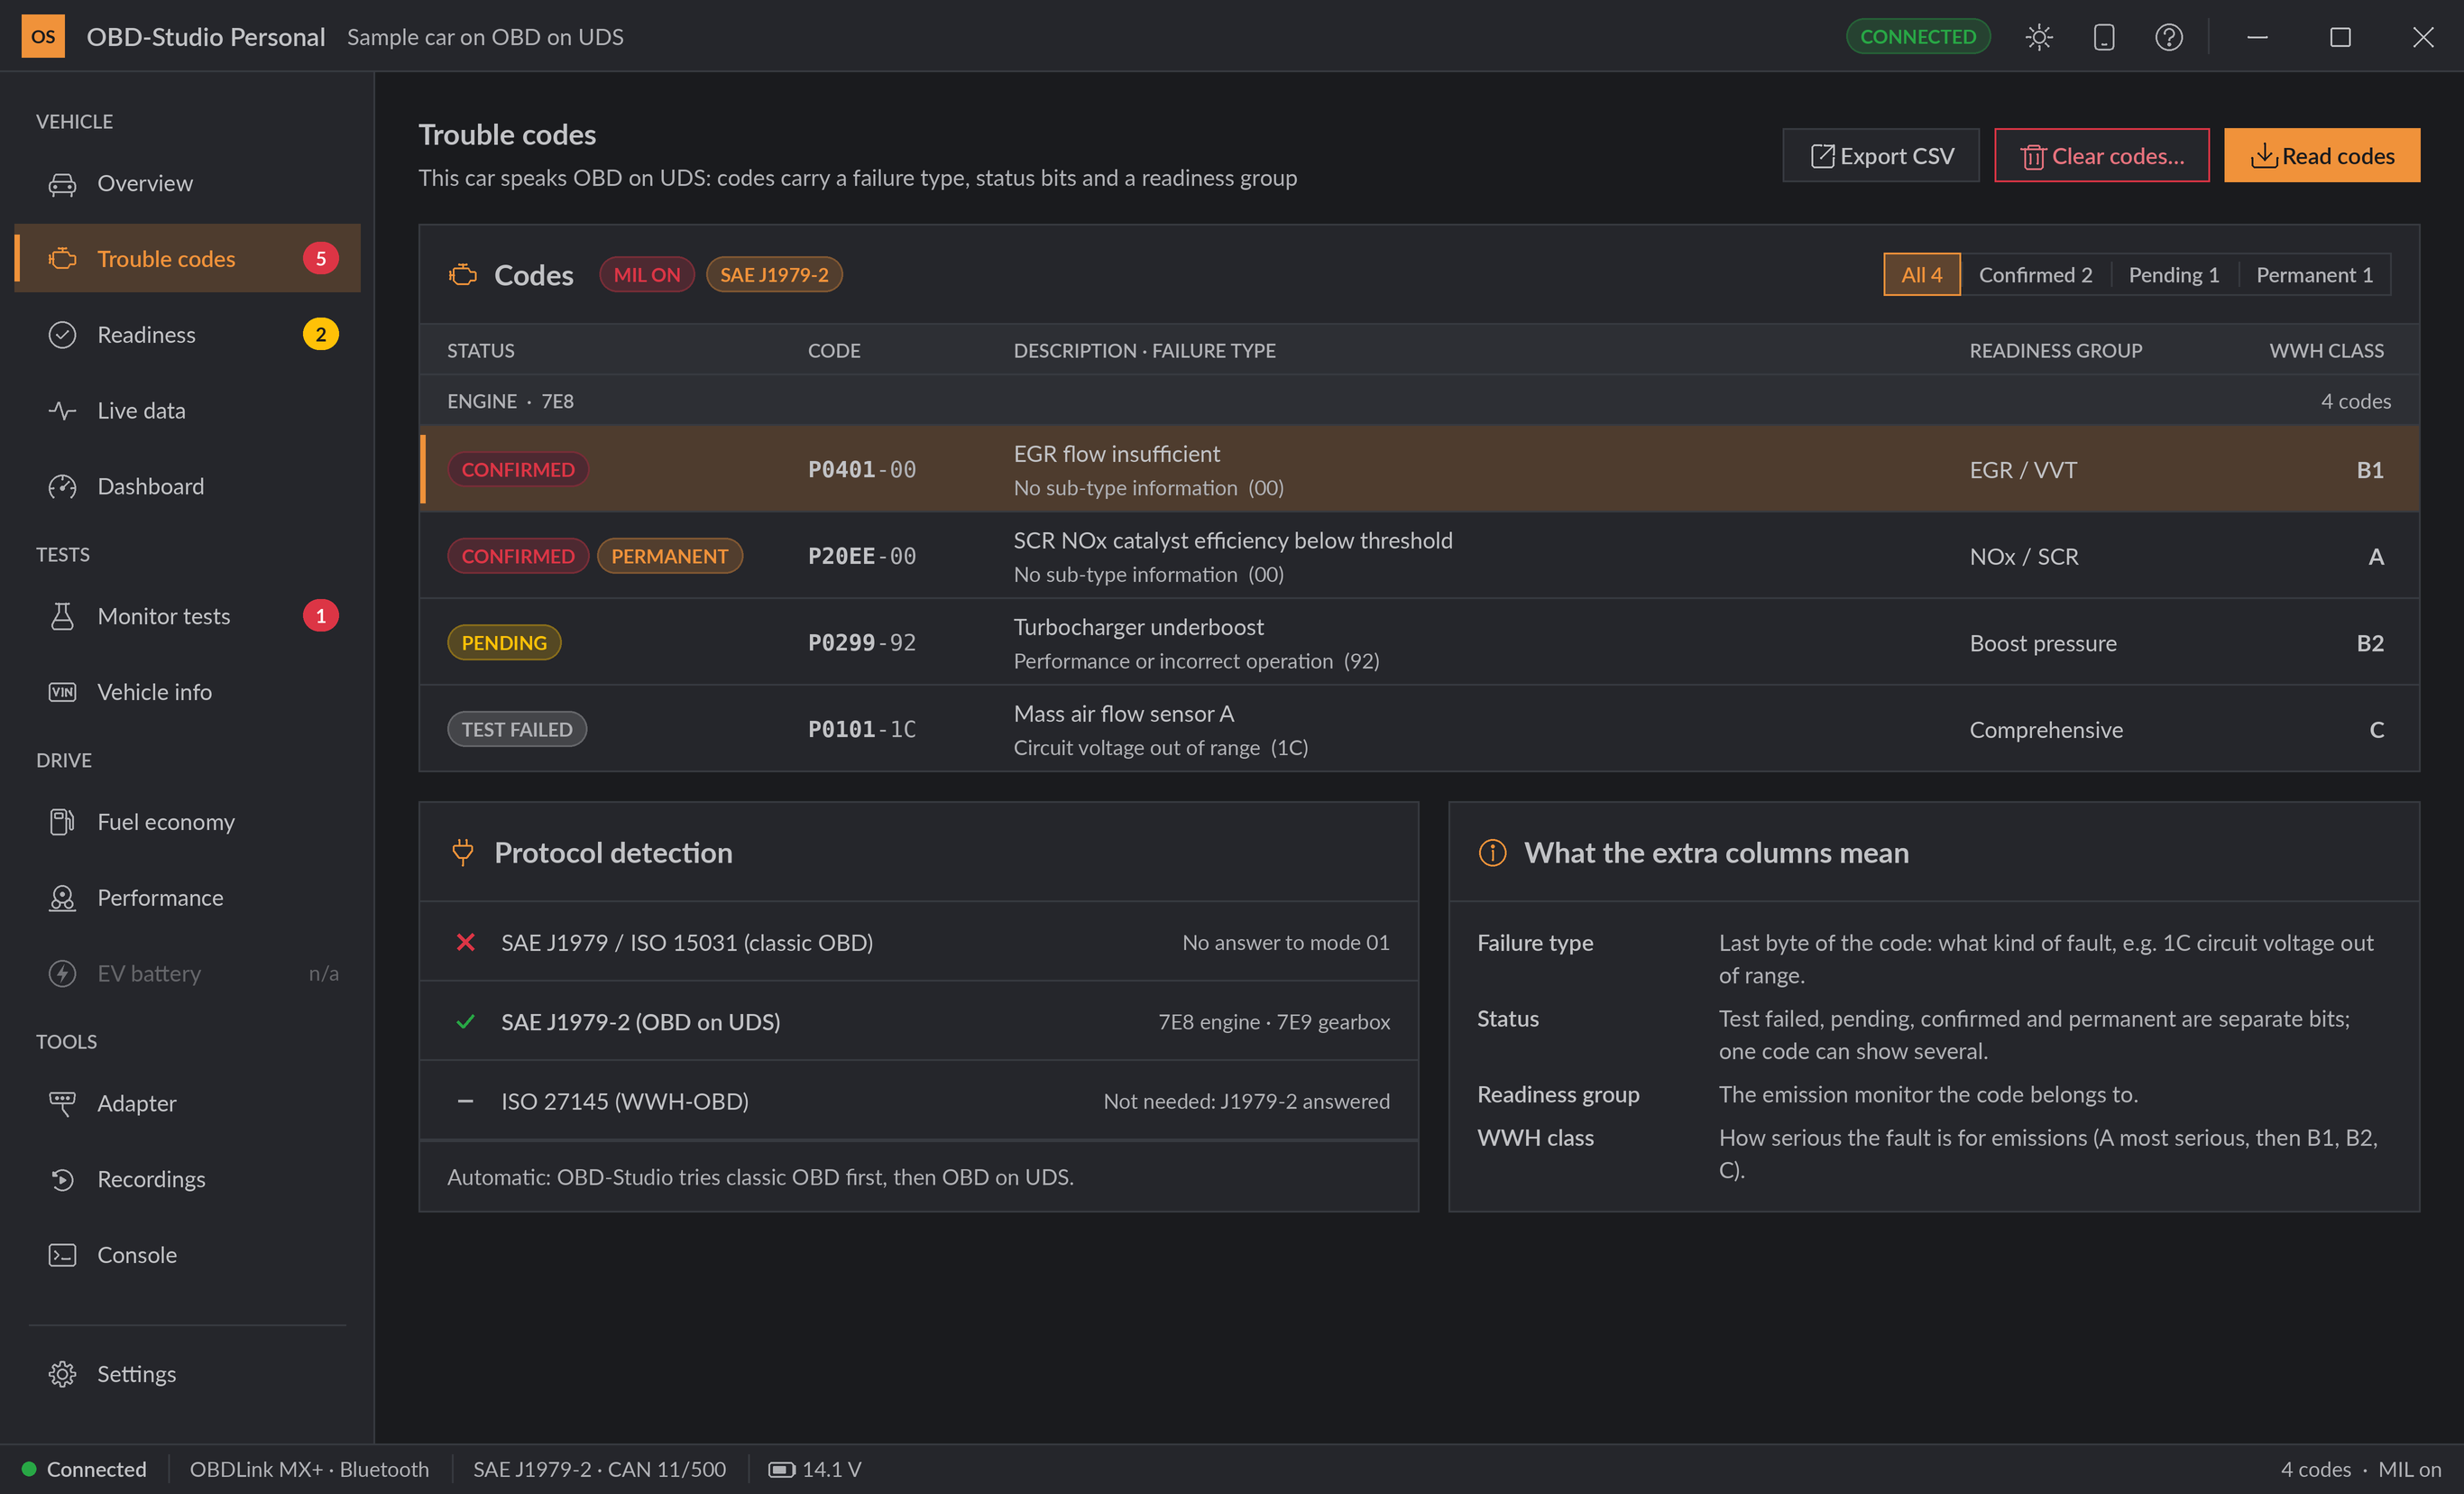 OS OBD-Studio Personal Sample car on OBD on UDS CONNECTED
VEHICLE
Overview
Trouble codes 5
Readiness 2
Live data
Dashboard
TESTS
Monitor tests 1
VIN Vehicle info
DRIVE
Fuel economy
Performance
EV battery n/a
TOOLS
Adapter
Recordings
Console
Settings
Trouble codes
This car speaks OBD on UDS: codes carry a failure type, status bits and a readiness group
Export CSV Clear codes... Read codes
Codes MIL ON SAE J1979-2 All 4 Confirmed 2 Pending 1 Permanent 1
STATUS CODE DESCRIPTION · FAILURE TYPE READINESS GROUP WWH CLASS
ENGINE · 7E8 4 codes
CONFIRMED P0401-00 EGR flow insufficient EGR / VVT B1
No sub-type information (00)
CONFIRMED PERMANENT P20EE-00 SCR NOx catalyst efficiency below threshold NOx / SCR A
No sub-type information (00)
PENDING P0299-92 Turbocharger underboost Boost pressure B2
Performance or incorrect operation (92)
TEST FAILED P0101-1C Mass air flow sensor A Comprehensive C
Circuit voltage out of range (1C)
Protocol detection
SAE J1979 / ISO 15031 (classic OBD) No answer to mode 01
SAE J1979-2 (OBD on UDS) 7E8 engine · 7E9 gearbox
ISO 27145 (WWH-OBD) Not needed: J1979-2 answered
Automatic: OBD-Studio tries classic OBD first, then OBD on UDS.
What the extra columns mean
Failure type Last byte of the code: what kind of fault, e.g. 1C circuit voltage out
of range.
Status Test failed, pending, confirmed and permanent are separate bits;
one code can show several.
Readiness group The emission monitor the code belongs to.
WWH class How serious the fault is for emissions (A most serious, then B1, B2,
C).
Connected OBDLink MX+ · Bluetooth SAE J1979-2 · CAN 11/500 14.1 V 4 codes · MIL on